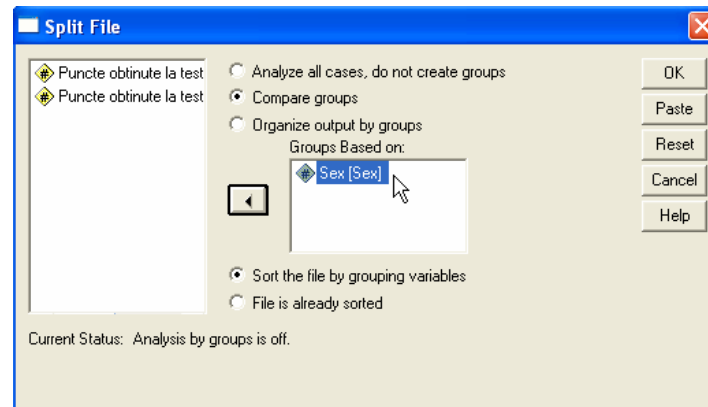 Split File
Puncte obtinute la test
Puncte obtinute la test
Analyze all cases, do not create groups
Compare groups
Organize output by groups
Groups Based on:
# Sex [Sex]
Sort the file by grouping variables
File is already sorted
Current Status: Analysis by groups is off.
OK
Paste
Reset
Cancel
Help